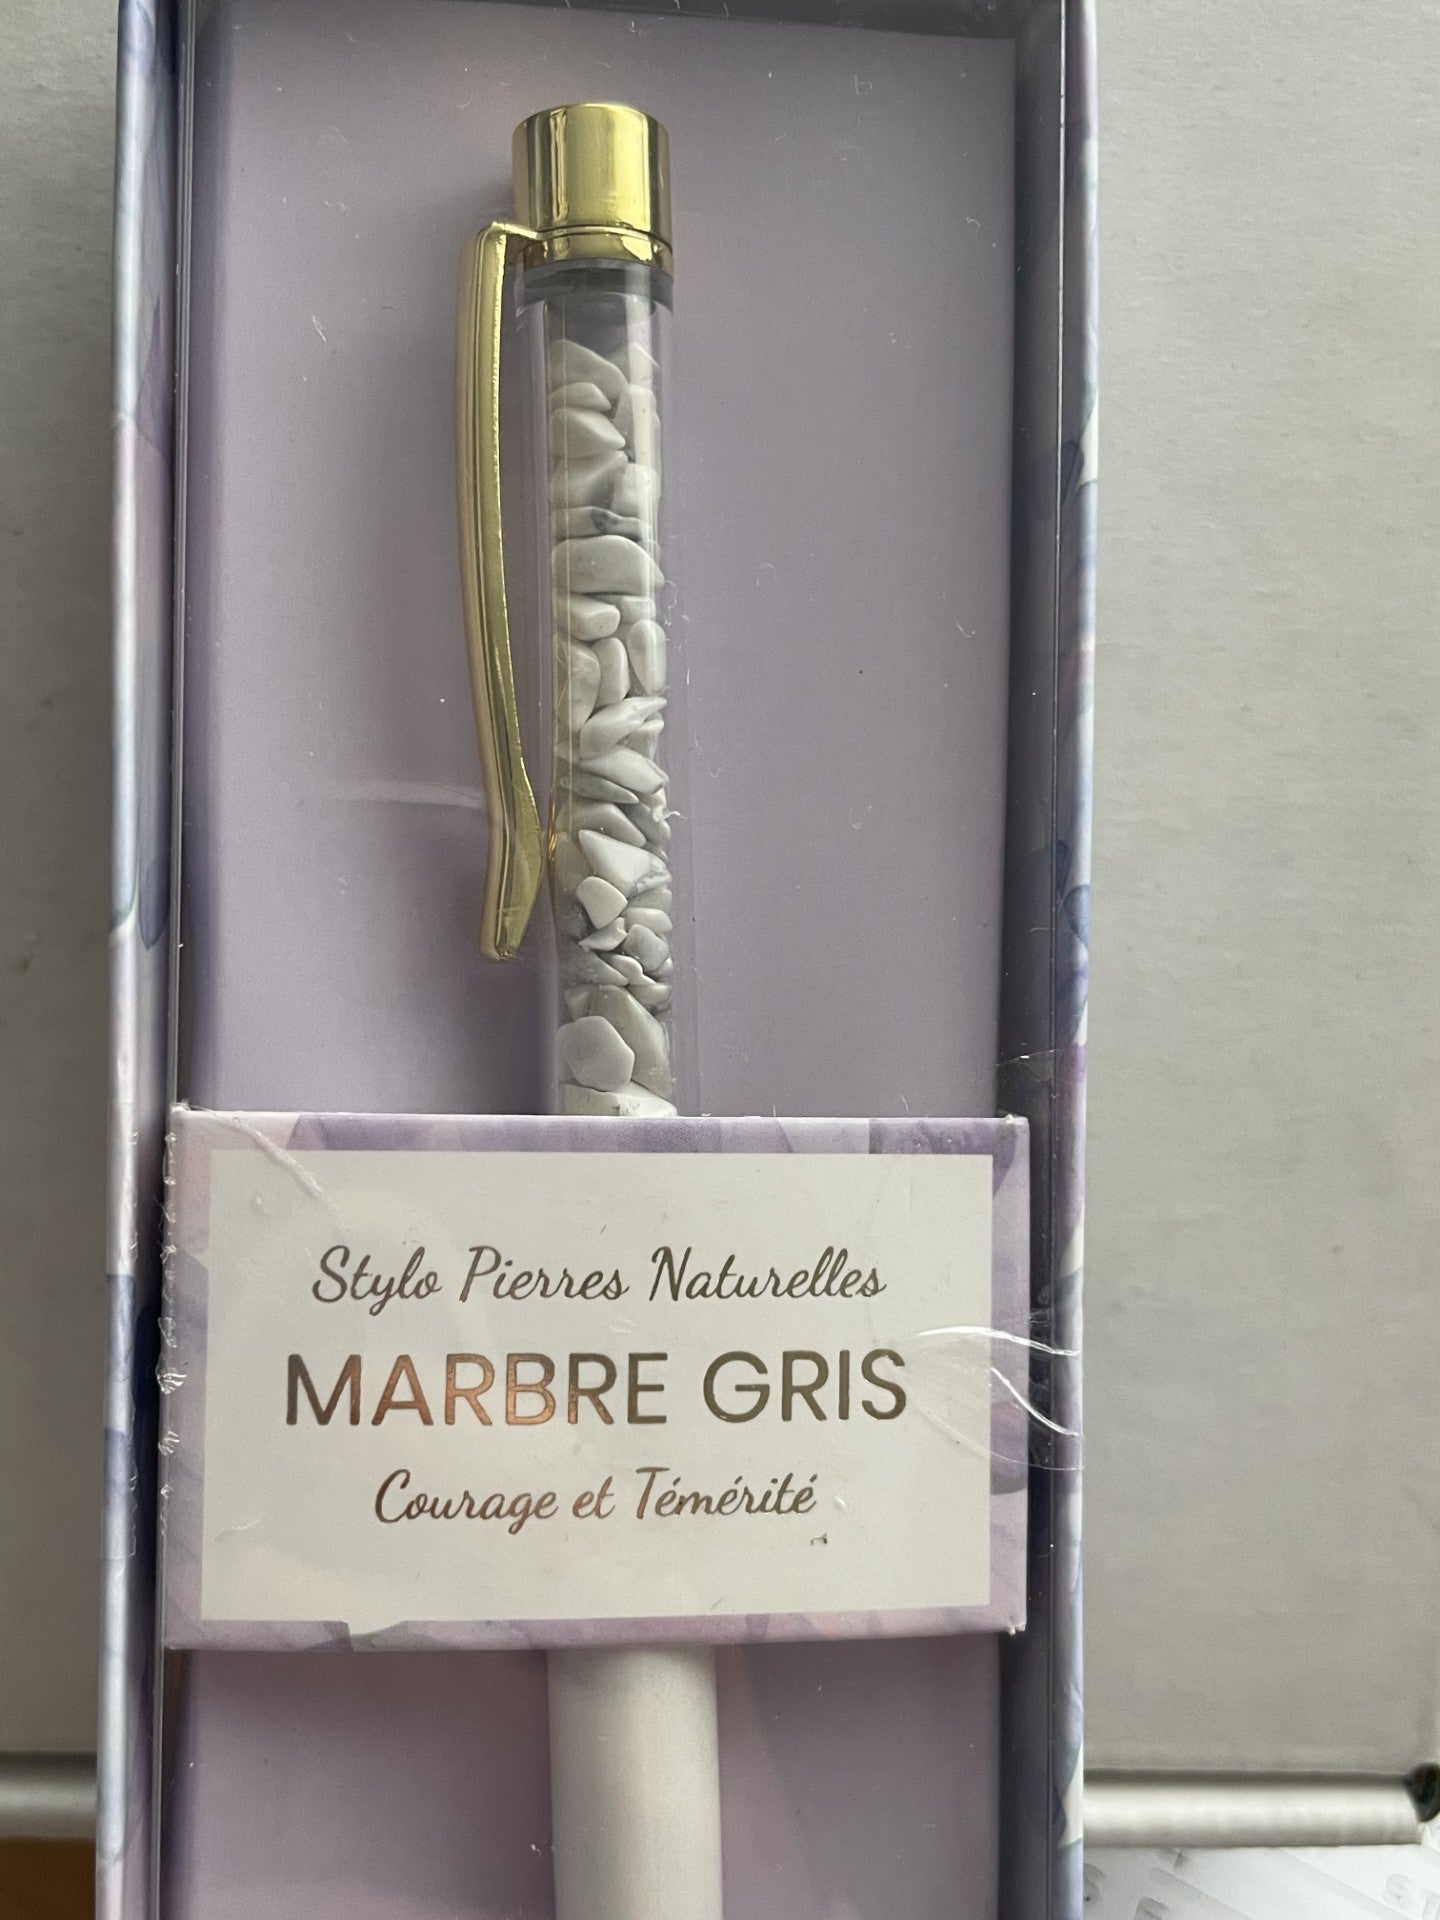 Stylo Pierres Naturelles
MARBRE GRIS
Courage et Témérité